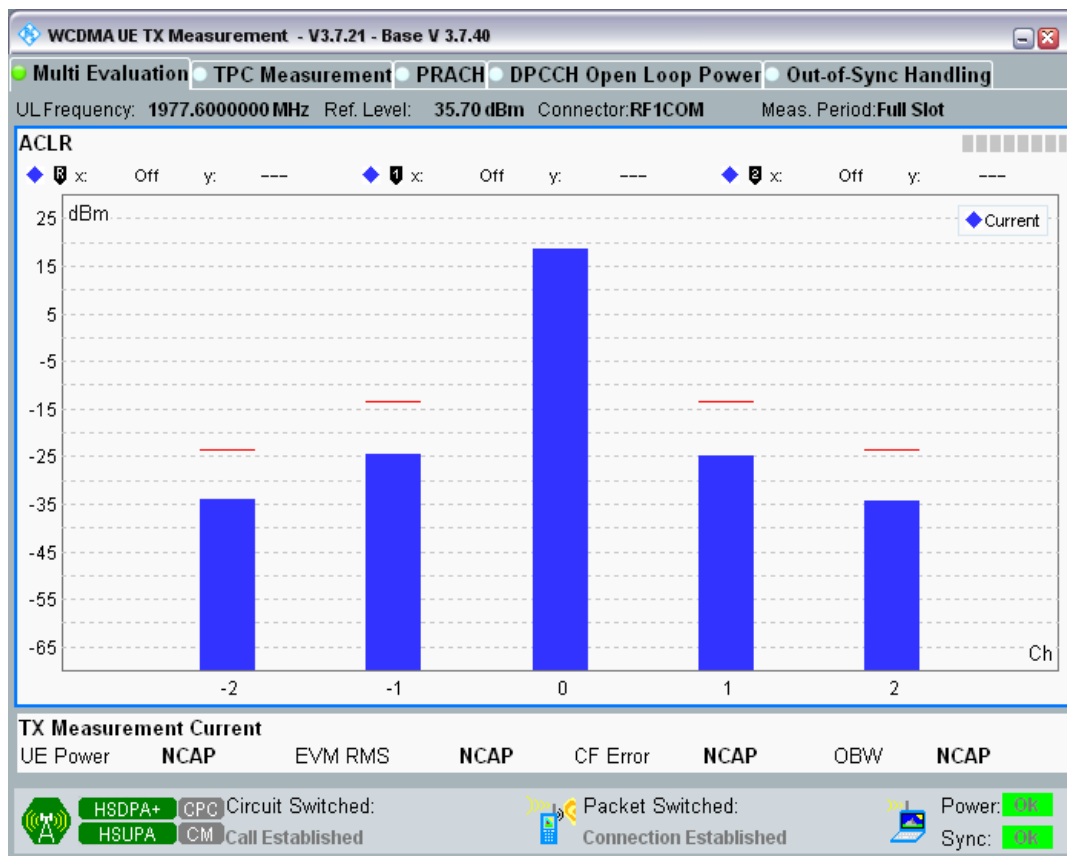 WCDMA UE TX Measurement - V3.7.21 - Base V 3.7.40
Multi Evaluation TPC Measurement PRACH DPCCH Open Loop Power Out-of-Sync Handling
UL Frequency: 1977.6000000 MHz Ref. Level: 35.70 dBm Connector:RF1COM Meas. Period:Full Slot
ACLR
R x: Off y: --- 1 x: Off y: --- 2 x: Off y: ---
dBm
Current
25
15
5
-5
-15
-25
-35
-45
-55
-65
Ch
-2 -1 0 1 2
TX Measurement Current
UE Power NCAP EVM RMS NCAP CF Error NCAP OBW NCAP
HSDPA+ CPC Circuit Switched: Packet Switched: Power: Ok
HSUPA CM Call Established Connection Established Sync: Ok